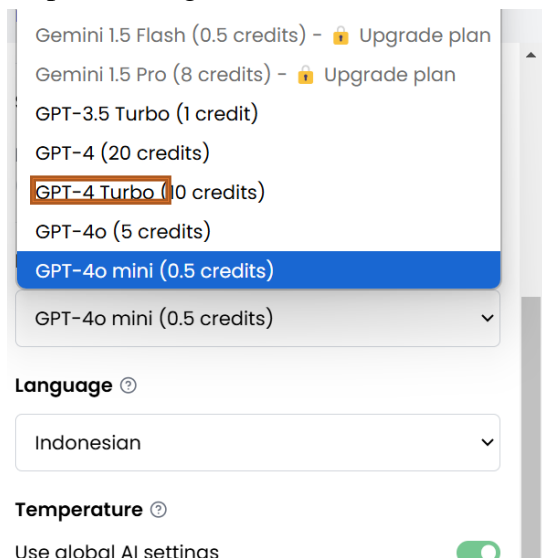 Gemini 1.5 Flash (0.5 credits) - 🔒 Upgrade plan
Gemini 1.5 Pro (8 credits) - 🔒 Upgrade plan
GPT-3.5 Turbo (1 credit)
GPT-4 (20 credits)
GPT-4 Turbo (10 credits)
GPT-4o (5 credits)
GPT-4o mini (0.5 credits)
GPT-4o mini (0.5 credits)
Language
Indonesian
Temperature
Use global AI settings